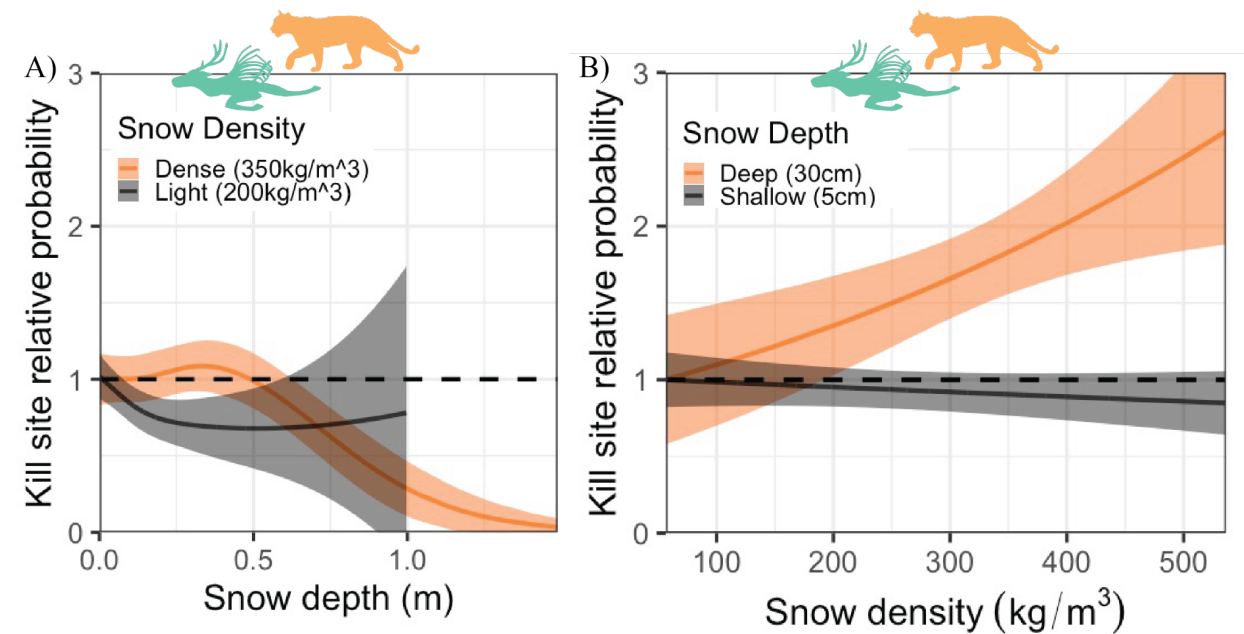 A)
Kill site relative probability
3
2
1
0
Snow Density
Dense (350kg/m^3)
Light (200kg/m^3)
0.0 0.5 1.0
Snow depth (m)
B)
Kill site relative probability
3
2
1
0
Snow Depth
Deep (30cm)
Shallow (5cm)
100 200 300 400 500
Snow density (kg/m³)